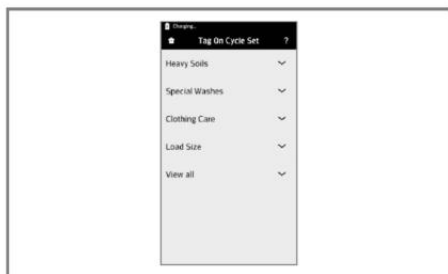 Charging..
Tag On Cycle Set ?
Heavy Soils
Special Washes
Clothing Care
Load Size
View all